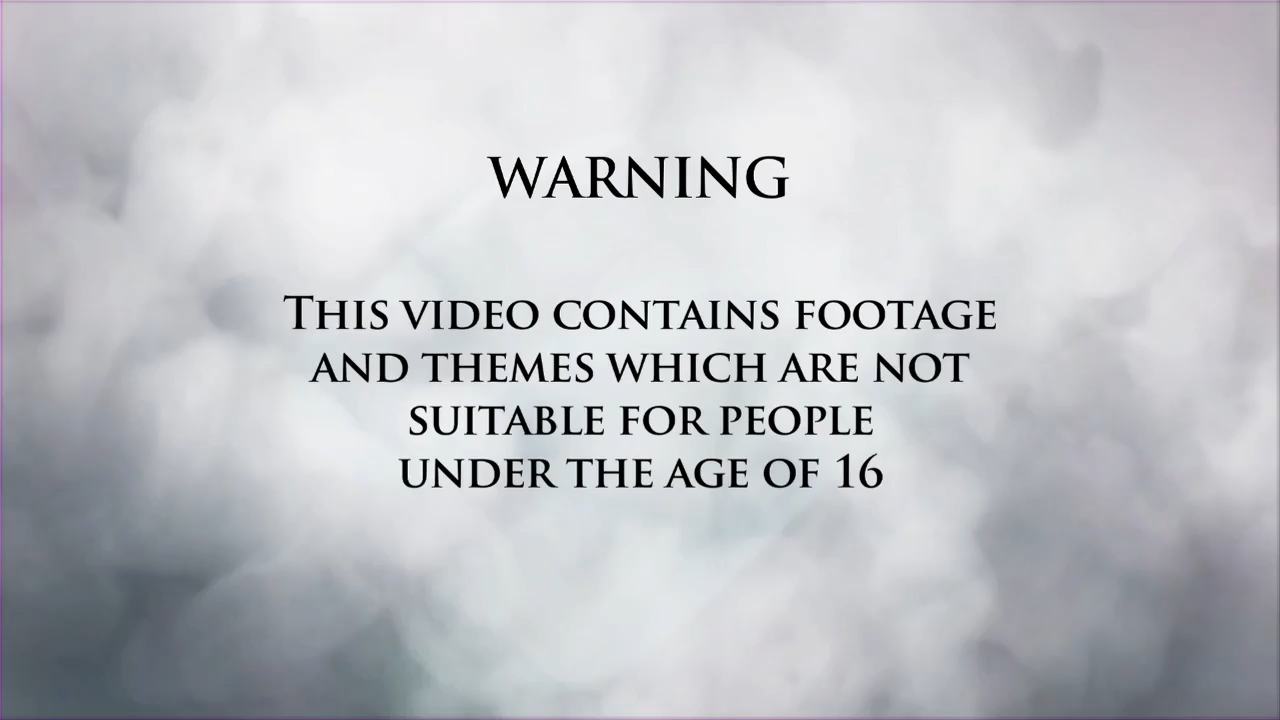 WARNING
This video contains footage
and themes which are not
suitable for people
under the age of 16